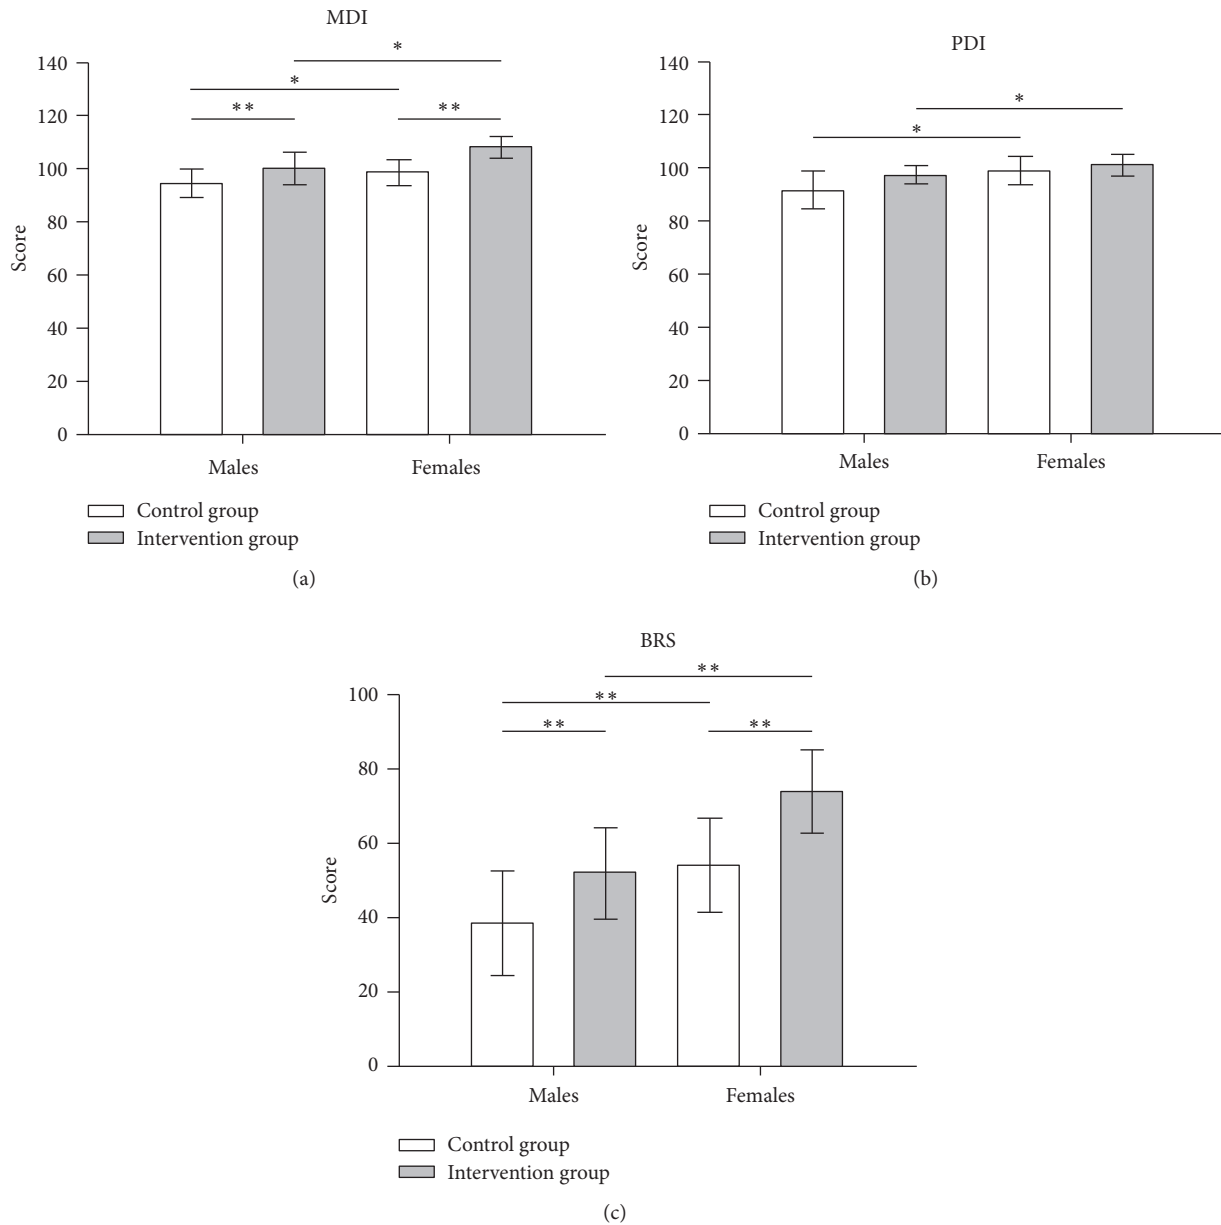 MDI
*
*
**
**
140
120
100
80
60
40
20
0
Score
Males
Females
Control group
Intervention group
(a)
PDI
*
*
140
120
100
80
60
40
20
0
Score
Males
Females
Control group
Intervention group
(b)
BRS
**
**
**
**
100
80
60
40
20
0
Score
Males
Females
Control group
Intervention group
(c)